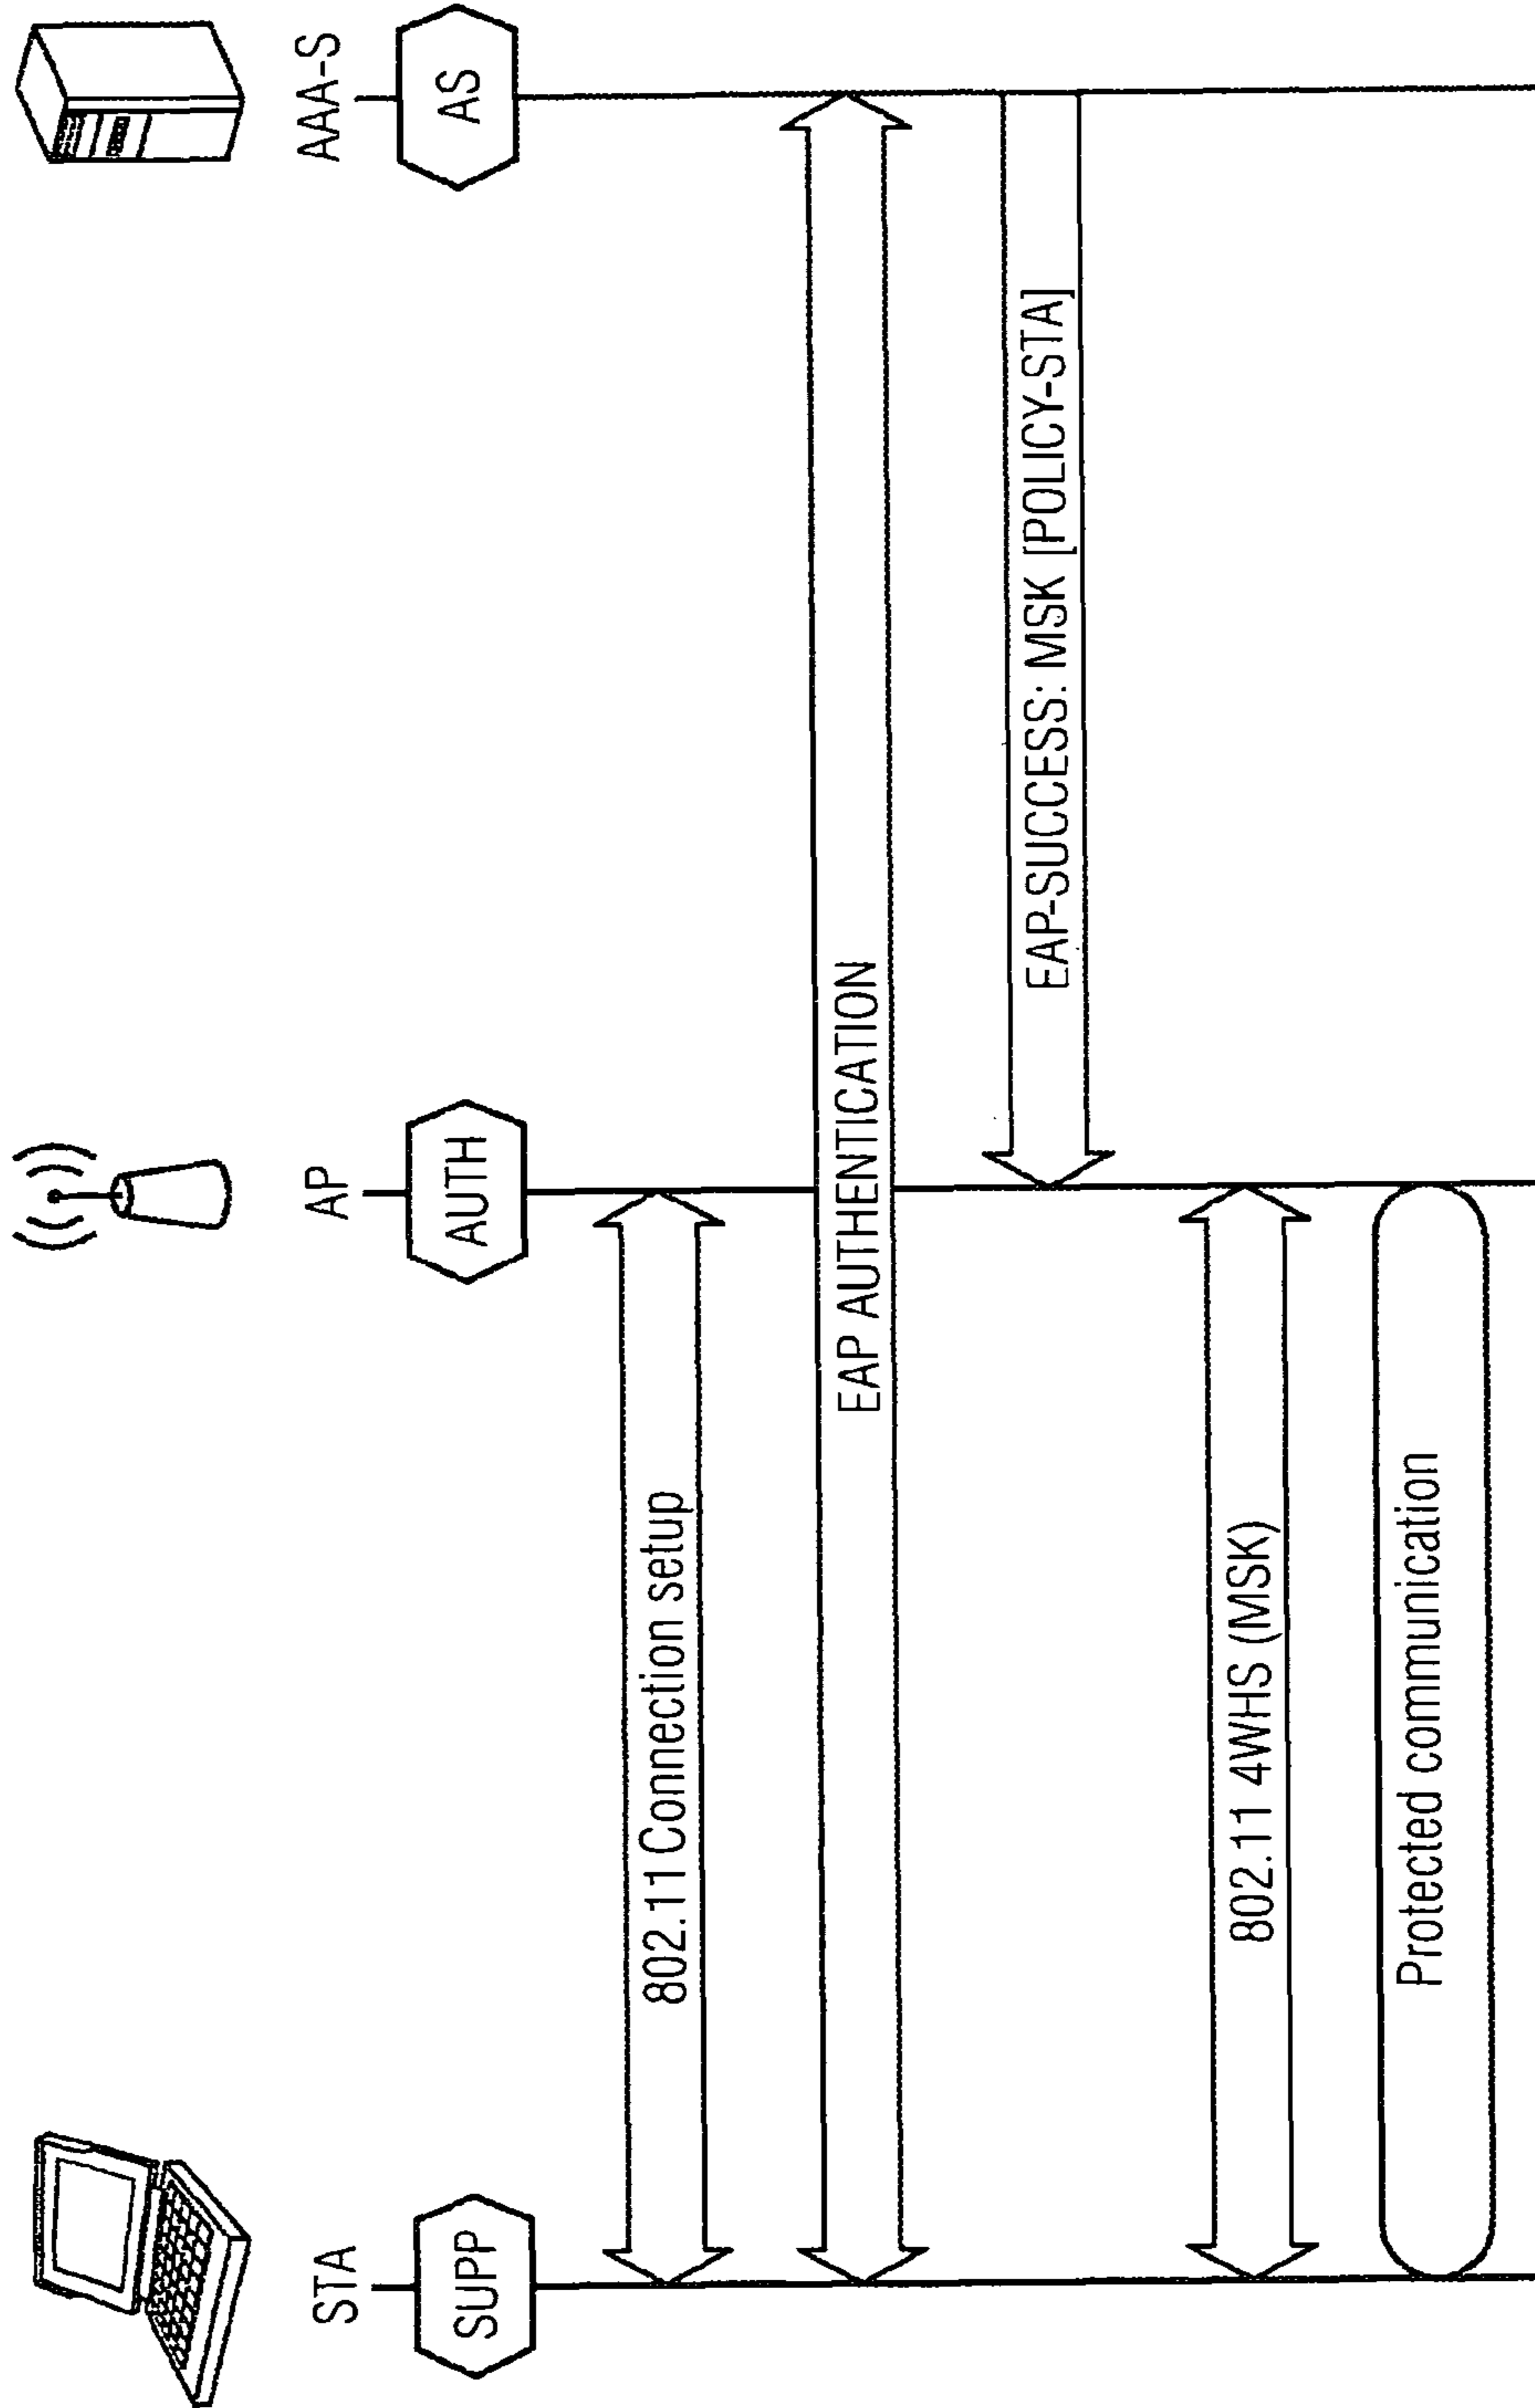 STA
AP
AAA-S
SUPP
AUTH
AS
802.11 Connection setup
EAP AUTHENTICATION
EAP-SUCCESS: MSK [POLICY-STA]
802.11 4WHS (MSK)
Protected communication